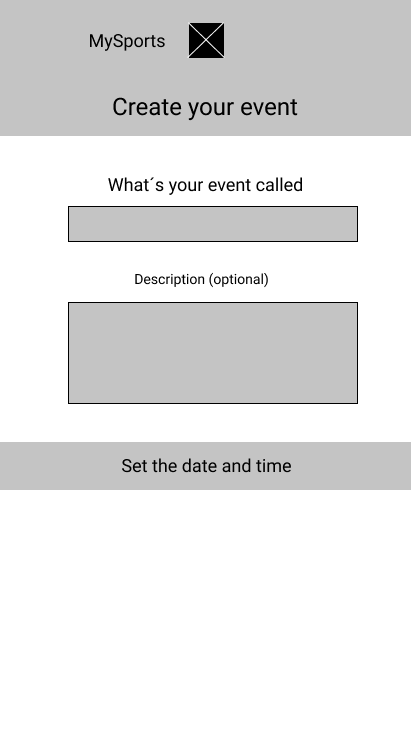 MySports
Create your event
What´s your event called
Description (optional)
Set the date and time